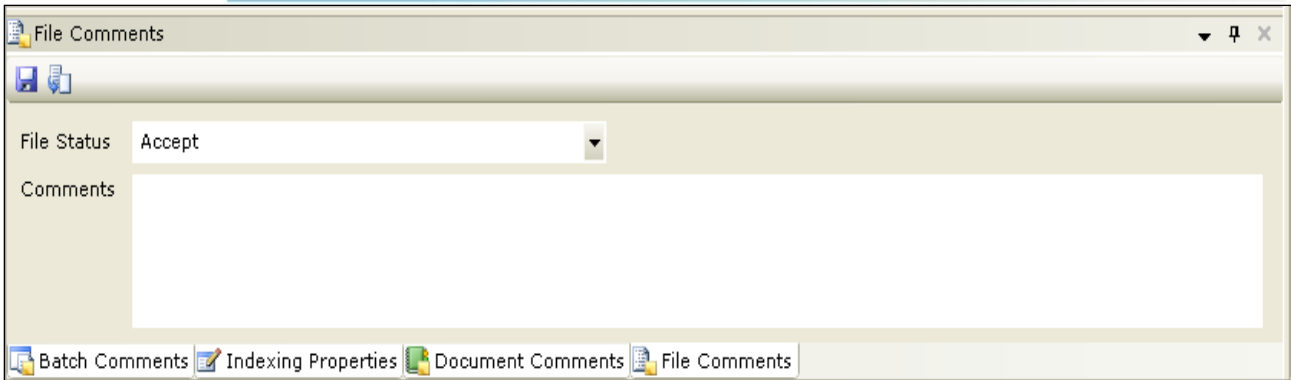 File Comments
File Status Accept
Comments
Batch Comments Indexing Properties Document Comments File Comments